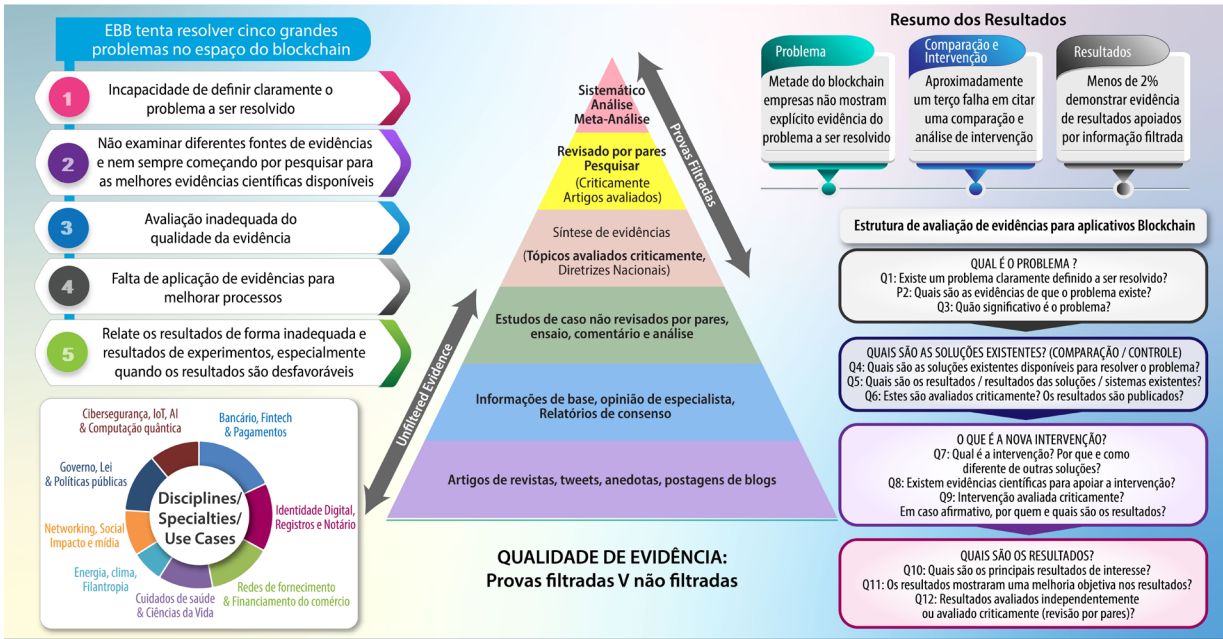 EBB tenta resolver cinco grandes
problemas no espaço do blockchain
1
Incapacidade de definir claramente o
problema a ser resolvido
2
Não examinar diferentes fontes de evidências
e nem sempre começando por pesquisar para
as melhores evidências científicas disponíveis
3
Avaliação inadequada do
qualidade da evidência
4
Falta de aplicação de evidências para
melhorar processos
5
Relate os resultados de forma inadequada e
resultados de experimentos, especialmente
quando os resultados são desfavoráveis
Cibersegurança, IoT, AI
& Computação quântica
Bancário, Fintech
& Pagamentos
Governo, Lei
& Políticas públicas
Identidade Digital,
Registros e Notário
Networking, Social
Impacto e mídia
Energia, clima,
Filantropia
Cuidados de saúde
& Ciências da Vida
Redes de fornecimento
& Financiamento do comércio
Disciplines/
Specialties/
Use Cases
Sistemático
Análise
Meta-Análise
Revisado por pares
Pesquisar
(Criticamente
Artigos avaliados)
Síntese de evidências
(Tópicos avaliados criticamente,
Diretrizes Nacionais)
Estudos de caso não revisados por pares,
ensaio, comentário e análise
Informações de base, opinião de especialista,
Relatórios de consenso
Artigos de revistas, tweets, anedotas, postagens de blogs
Provas Filtradas
Unfiltered Evidence
QUALIDADE DE EVIDÊNCIA:
Provas filtradas V não filtradas
Resumo dos Resultados
Problema
Metade do blockchain
empresas não mostram
explícito evidência do
problema a ser resolvido
Comparação e
Intervenção
Aproximadamente
um terço falha em citar
uma comparação e
análise de intervenção
Resultados
Menos de 2%
demonstrar evidência
de resultados apoiados
por informação filtrada
Estrutura de avaliação de evidências para aplicativos Blockchain
QUAL É O PROBLEMA ?
Q1: Existe um problema claramente definido a ser resolvido?
P2: Quais são as evidências de que o problema existe?
Q3: Quão significativo é o problema?
QUAIS SÃO AS SOLUÇÕES EXISTENTES? (COMPARAÇÃO / CONTROLE)
Q4: Quais são as soluções existentes disponíveis para resolver o problema?
Q5: Quais são os resultados / resultados das soluções / sistemas existentes?
Q6: Estes são avaliados criticamente? Os resultados são publicados?
O QUE É A NOVA INTERVENÇÃO?
Q7: Qual é a intervenção? Por que e como
diferente de outras soluções?
Q8: Existem evidências científicas para apoiar a intervenção?
Q9: Intervenção avaliada criticamente?
Em caso afirmativo, por quem e quais são os resultados?
QUAIS SÃO OS RESULTADOS?
Q10: Quais são os principais resultados de interesse?
Q11: Os resultados mostraram uma melhoria objetiva nos resultados?
Q12: Resultados avaliados independentemente
ou avaliado criticamente (revisão por pares)?